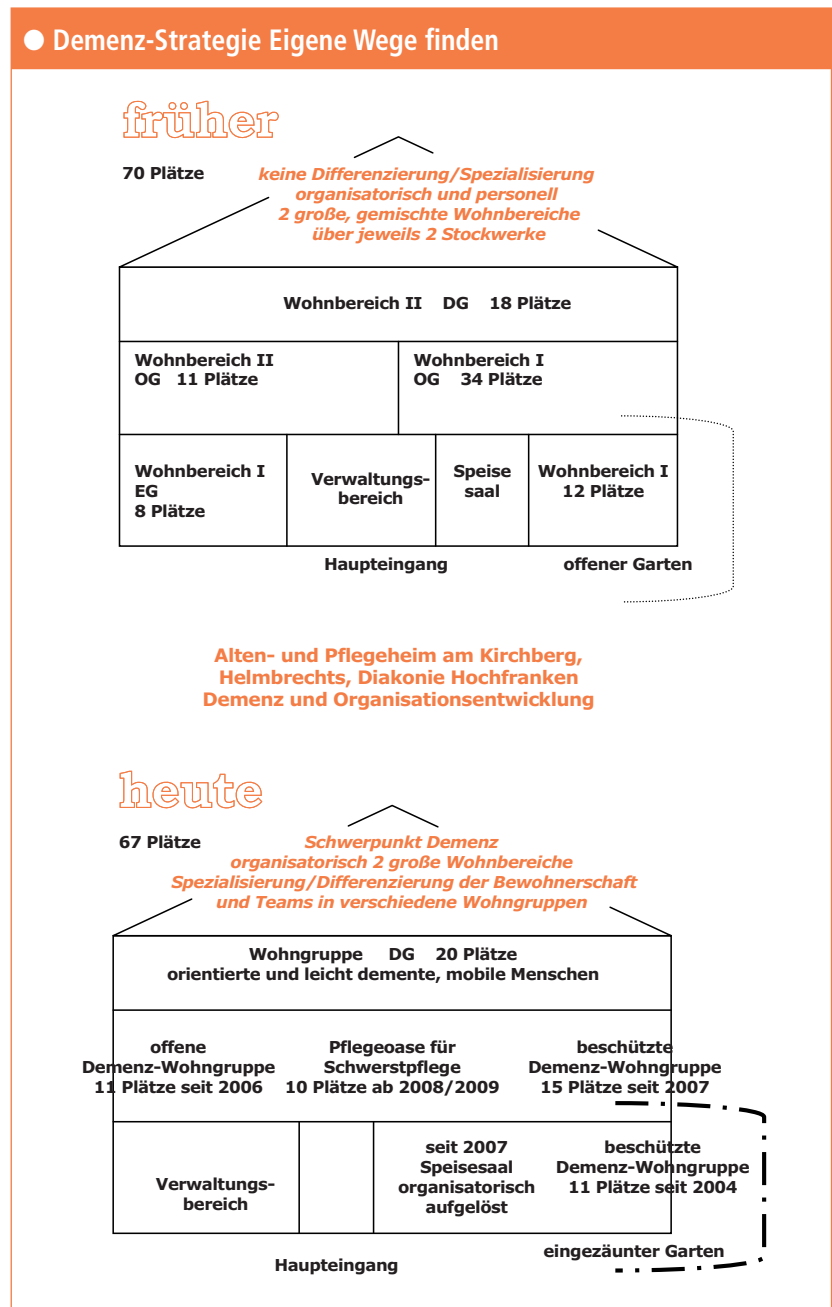 ● Demenz-Strategie Eigene Wege finden
früher
70 Plätze
keine Differenzierung/Spezialisierung
organisatorisch und personell
2 große, gemischte Wohnbereiche
über jeweils 2 Stockwerke
Wohnbereich II DG 18 Plätze
Wohnbereich II
OG 11 Plätze
Wohnbereich I
OG 34 Plätze
Wohnbereich I
EG
8 Plätze
Verwaltungs-
bereich
Speise
saal
Wohnbereich I
12 Plätze
Haupteingang
offener Garten
Alten- und Pflegeheim am Kirchberg,
Helmbrechts, Diakonie Hochfranken
Demenz und Organisationsentwicklung
heute
67 Plätze
Schwerpunkt Demenz
organisatorisch 2 große Wohnbereiche
Spezialisierung/Differenzierung der Bewohnerschaft
und Teams in verschiedene Wohngruppen
Wohngruppe DG 20 Plätze
orientierte und leicht demente, mobile Menschen
offene
Demenz-Wohngruppe
11 Plätze seit 2006
Pflegeoase für
Schwerstpflege
10 Plätze ab 2008/2009
beschützte
Demenz-Wohngruppe
15 Plätze seit 2007
Verwaltungs-
bereich
seit 2007
Speisesaal
organisatorisch
aufgelöst
beschützte
Demenz-Wohngruppe
11 Plätze seit 2004
Haupteingang
eingezäunter Garten